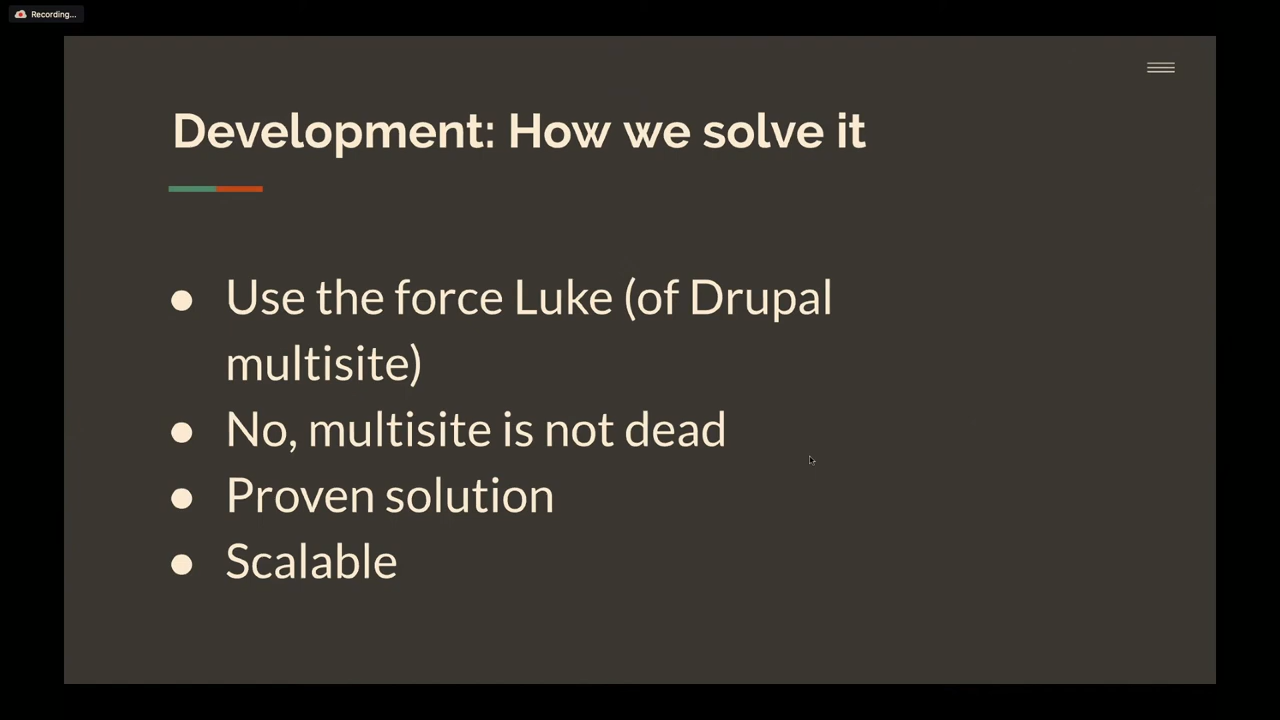 Recording...
Development: How we solve it
● Use the force Luke (of Drupal
multisite)
● No, multisite is not dead
● Proven solution
● Scalable